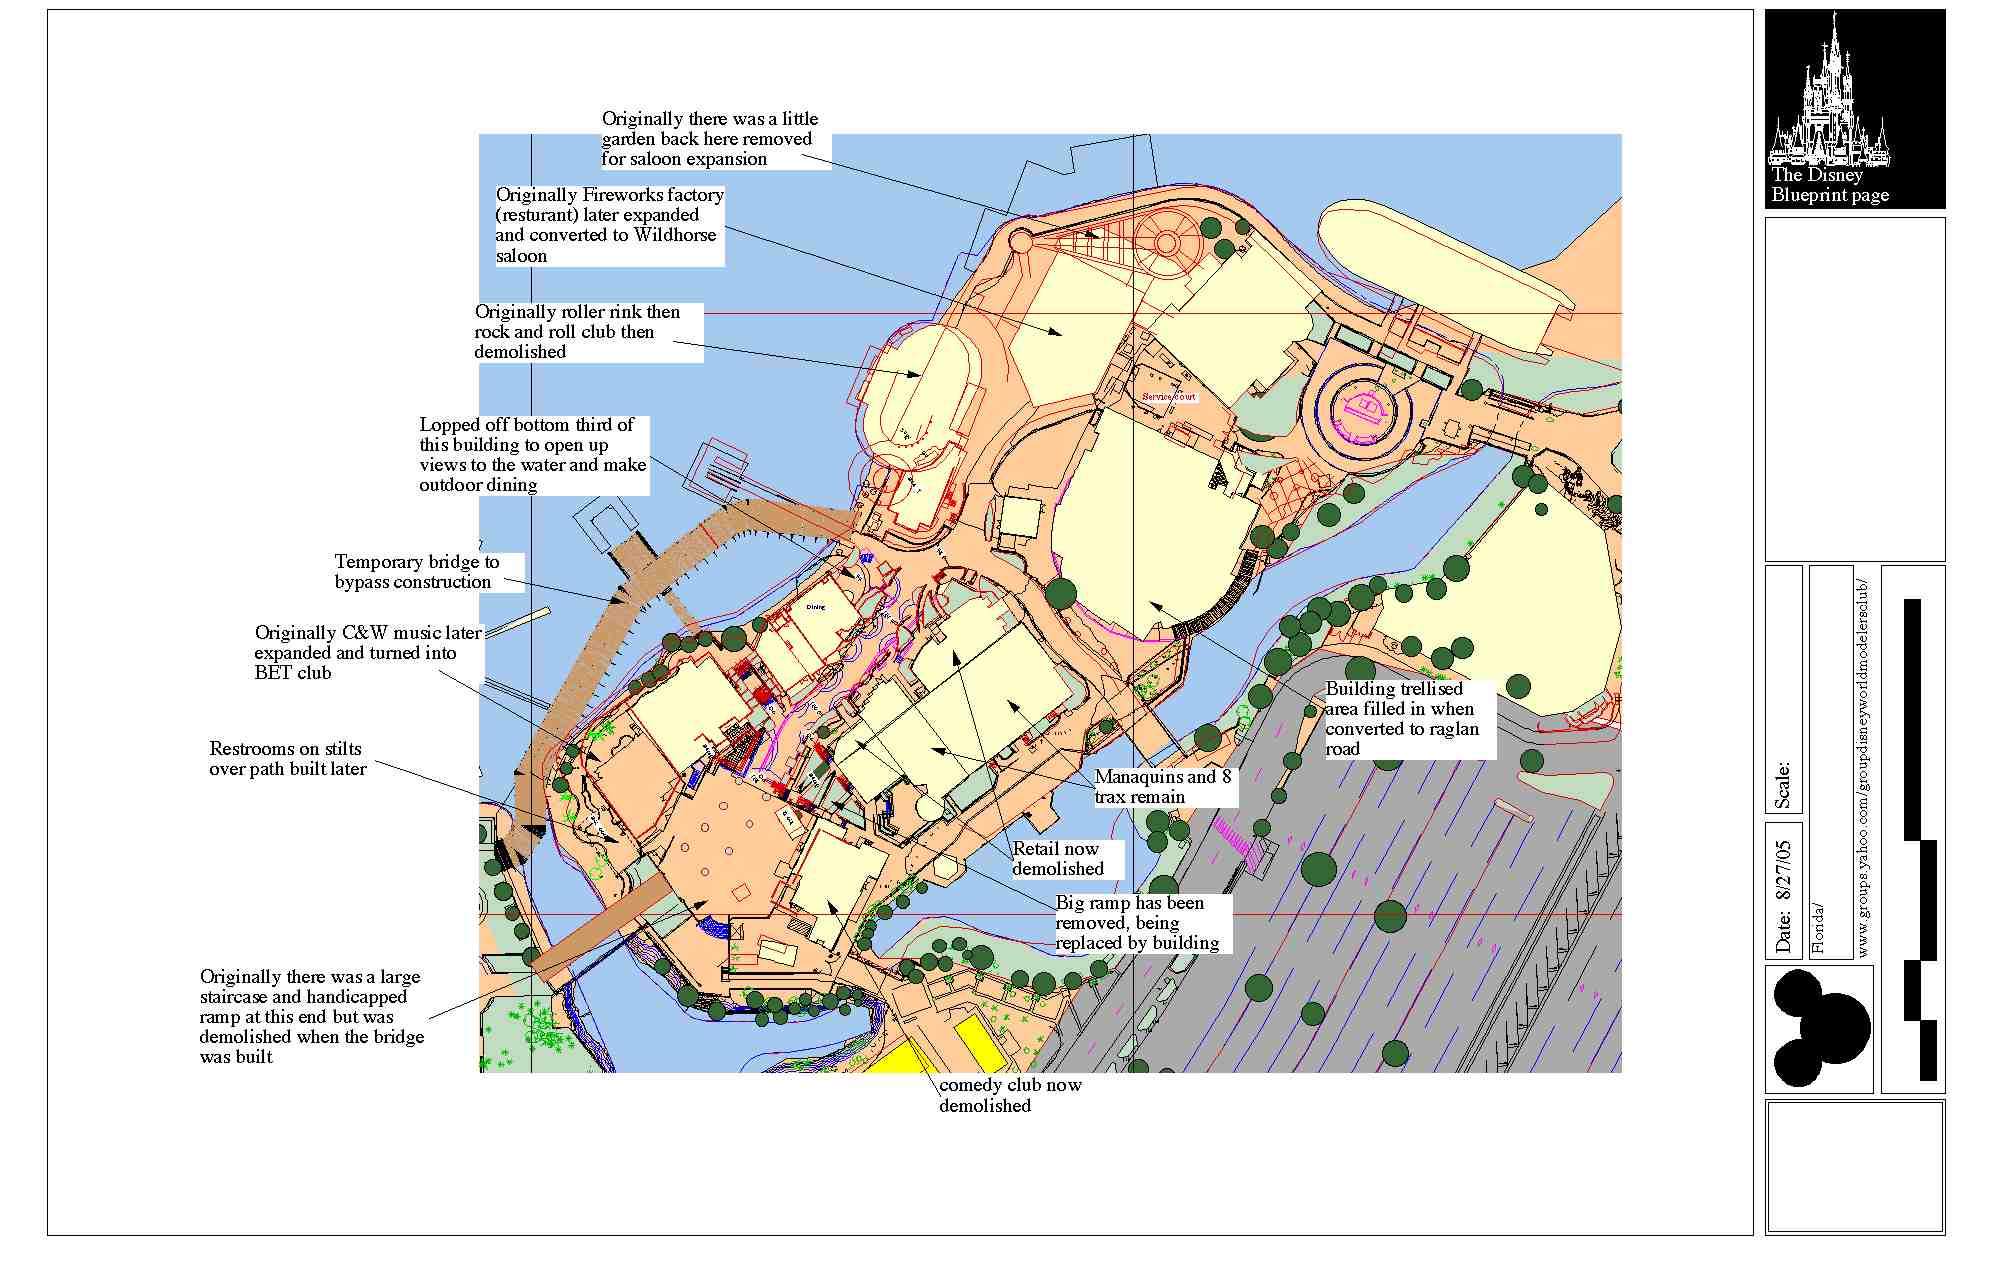 Originally there was a little
garden back here removed
for saloon expansion
Originally Fireworks factory
(resturant) later expanded
and converted to Wildhorse
saloon
Originally roller rink then
rock and roll club then
demolished
Lopped off bottom third of
this building to open up
views to the water and make
outdoor dining
Temporary bridge to
bypass construction
Originally C&W music later
expanded and turned into
BET club
Restrooms on stilts
over path built later
Originally there was a large
staircase and handicapped
ramp at this end but was
demolished when the bridge
was built
Service court
Dining
Building trellised
area filled in when
converted to raglan
road
Manaquins and 8
trax remain
Retail now
demolished
Big ramp has been
removed, being
replaced by building
comedy club now
demolished
The Disney
Blueprint page
Scale:
Date: 8/27/05
Florida/
www.groups.yahoo.com/groupdisneyworldmodelersclub/